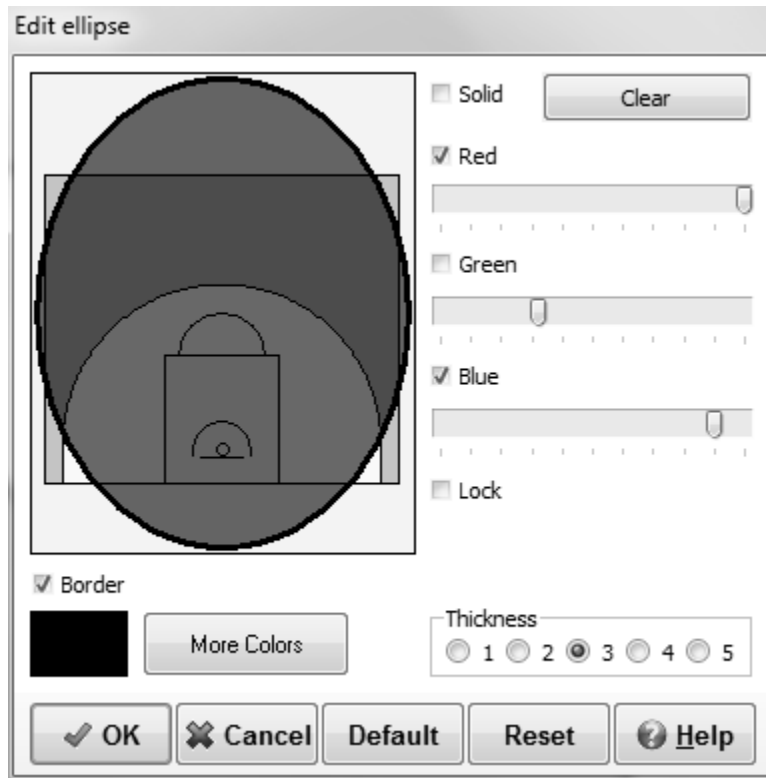 Edit ellipse
Solid
Clear
Red
Green
Blue
Lock
Border
More Colors
Thickness
1 2 3 4 5
OK Cancel Default Reset Help